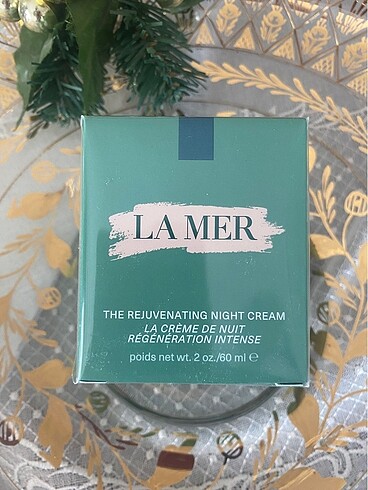 LA MER
THE REJUVENATING NIGHT CREAM
LA CRÈME DE NUIT
RÉGÉNÉRATION INTENSE
poids net wt. 2 oz./60 ml ℮